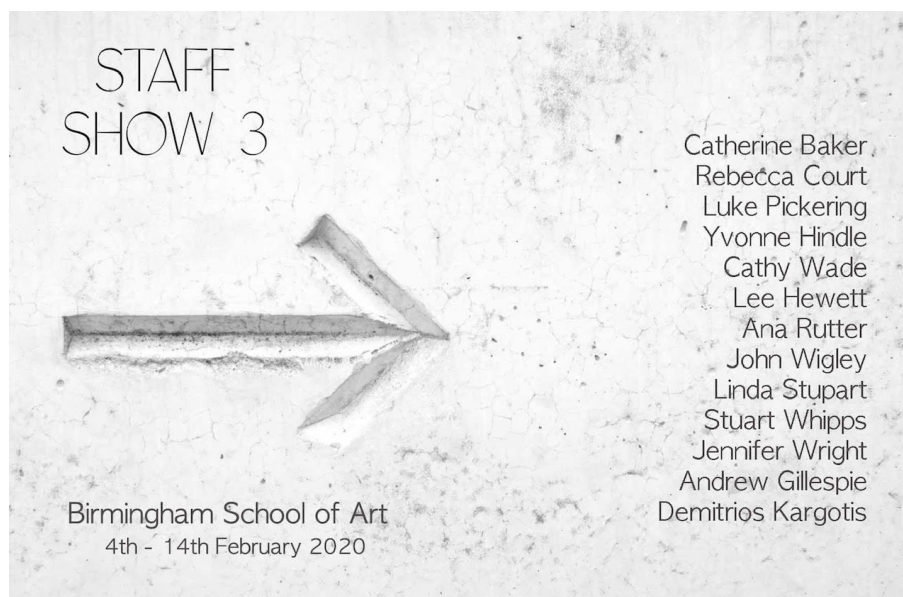 STAFF
SHOW 3
Catherine Baker
Rebecca Court
Luke Pickering
Yvonne Hindle
Cathy Wade
Lee Hewett
Ana Rutter
John Wigley
Linda Stupart
Stuart Whipps
Jennifer Wright
Andrew Gillespie
Demitrios Kargotis
Birmingham School of Art
4th - 14th February 2020